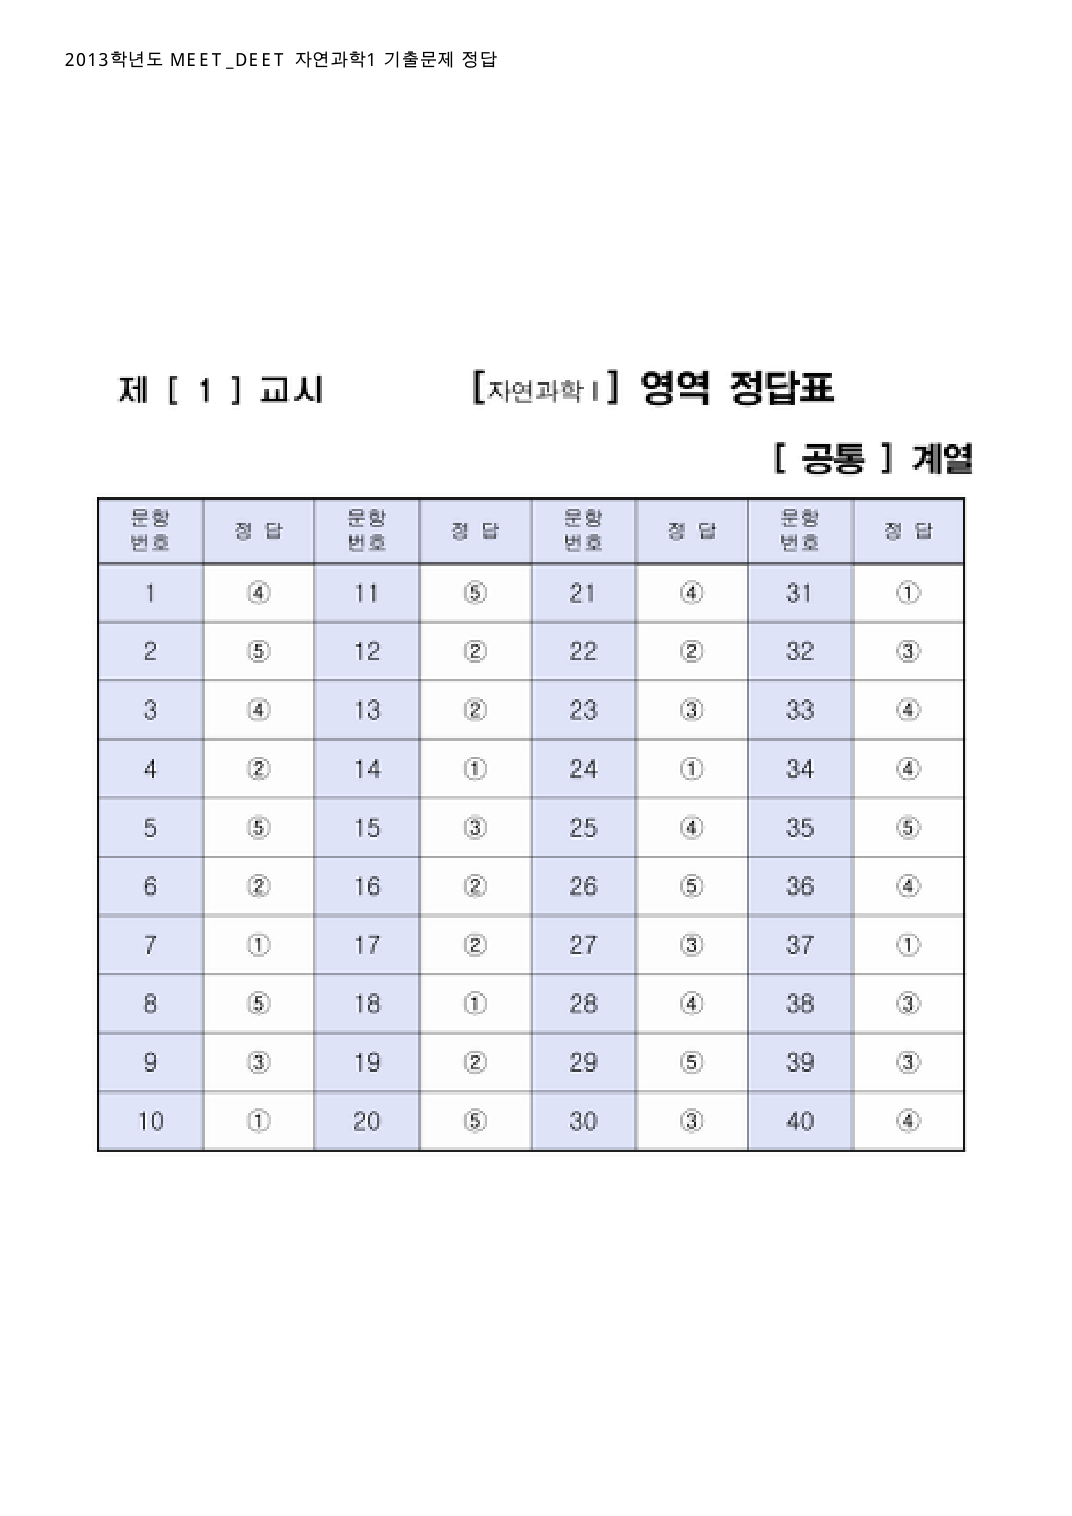 2013학년도 MEET_DEET 자연과학1 기출문제 정답
제 [ 1 ] 교시 [자연과학Ⅰ] 영역 정답표
[ 공통 ] 계열
문항 번호 정 답 문항 번호 정 답 문항 번호 정 답 문항 번호 정 답
1 ④ 11 ⑤ 21 ④ 31 ①
2 ⑤ 12 ② 22 ② 32 ③
3 ④ 13 ② 23 ③ 33 ④
4 ② 14 ① 24 ① 34 ④
5 ⑤ 15 ③ 25 ④ 35 ⑤
6 ② 16 ② 26 ⑤ 36 ④
7 ① 17 ② 27 ③ 37 ①
8 ⑤ 18 ① 28 ④ 38 ③
9 ③ 19 ② 29 ⑤ 39 ③
10 ① 20 ⑤ 30 ③ 40 ④